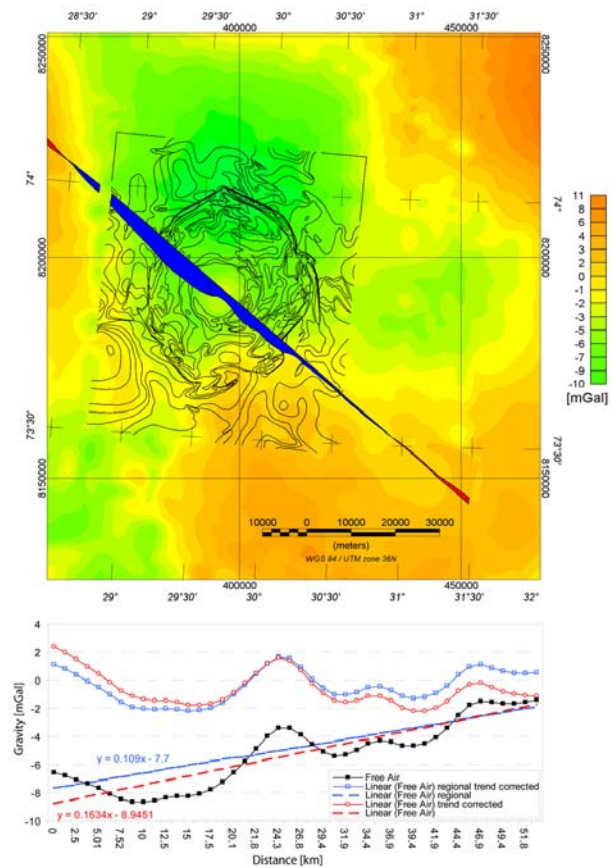 28°30' 29° 29°30' 400000 30°30' 31° 450000 31°30'
8250000 8250000
74° 74°
8200000 8200000
73°30' 73°30'
8150000 8150000
11
8
6
4
3
2
0
-1
-2
-3
-5
-6
-7
-9
-10
[mGal]
10000 0 10000 20000 30000
(meters)
WGS 84 / UTM zone 36N
29° 29°30' 400000 30° 30°30' 31° 450000 31°30' 32°
4
2
0
-2
-4
-6
-8
-10
Gravity [mGal]
y = 0.109x - 7.7
y = 0.1634x - 8.9451
Free Air
Linear (Free Air) regional trend corrected
Linear (Free Air) regional
Linear (Free Air) trend corrected
Linear (Free Air)
0 2.5 5.01 7.52 10 12.5 15 17.5 20.1 21.8 24.3 26.8 29.4 31.9 34.4 36.9 39.4 41.9 44.4 46.9 49.4 51.8
Distance [km]